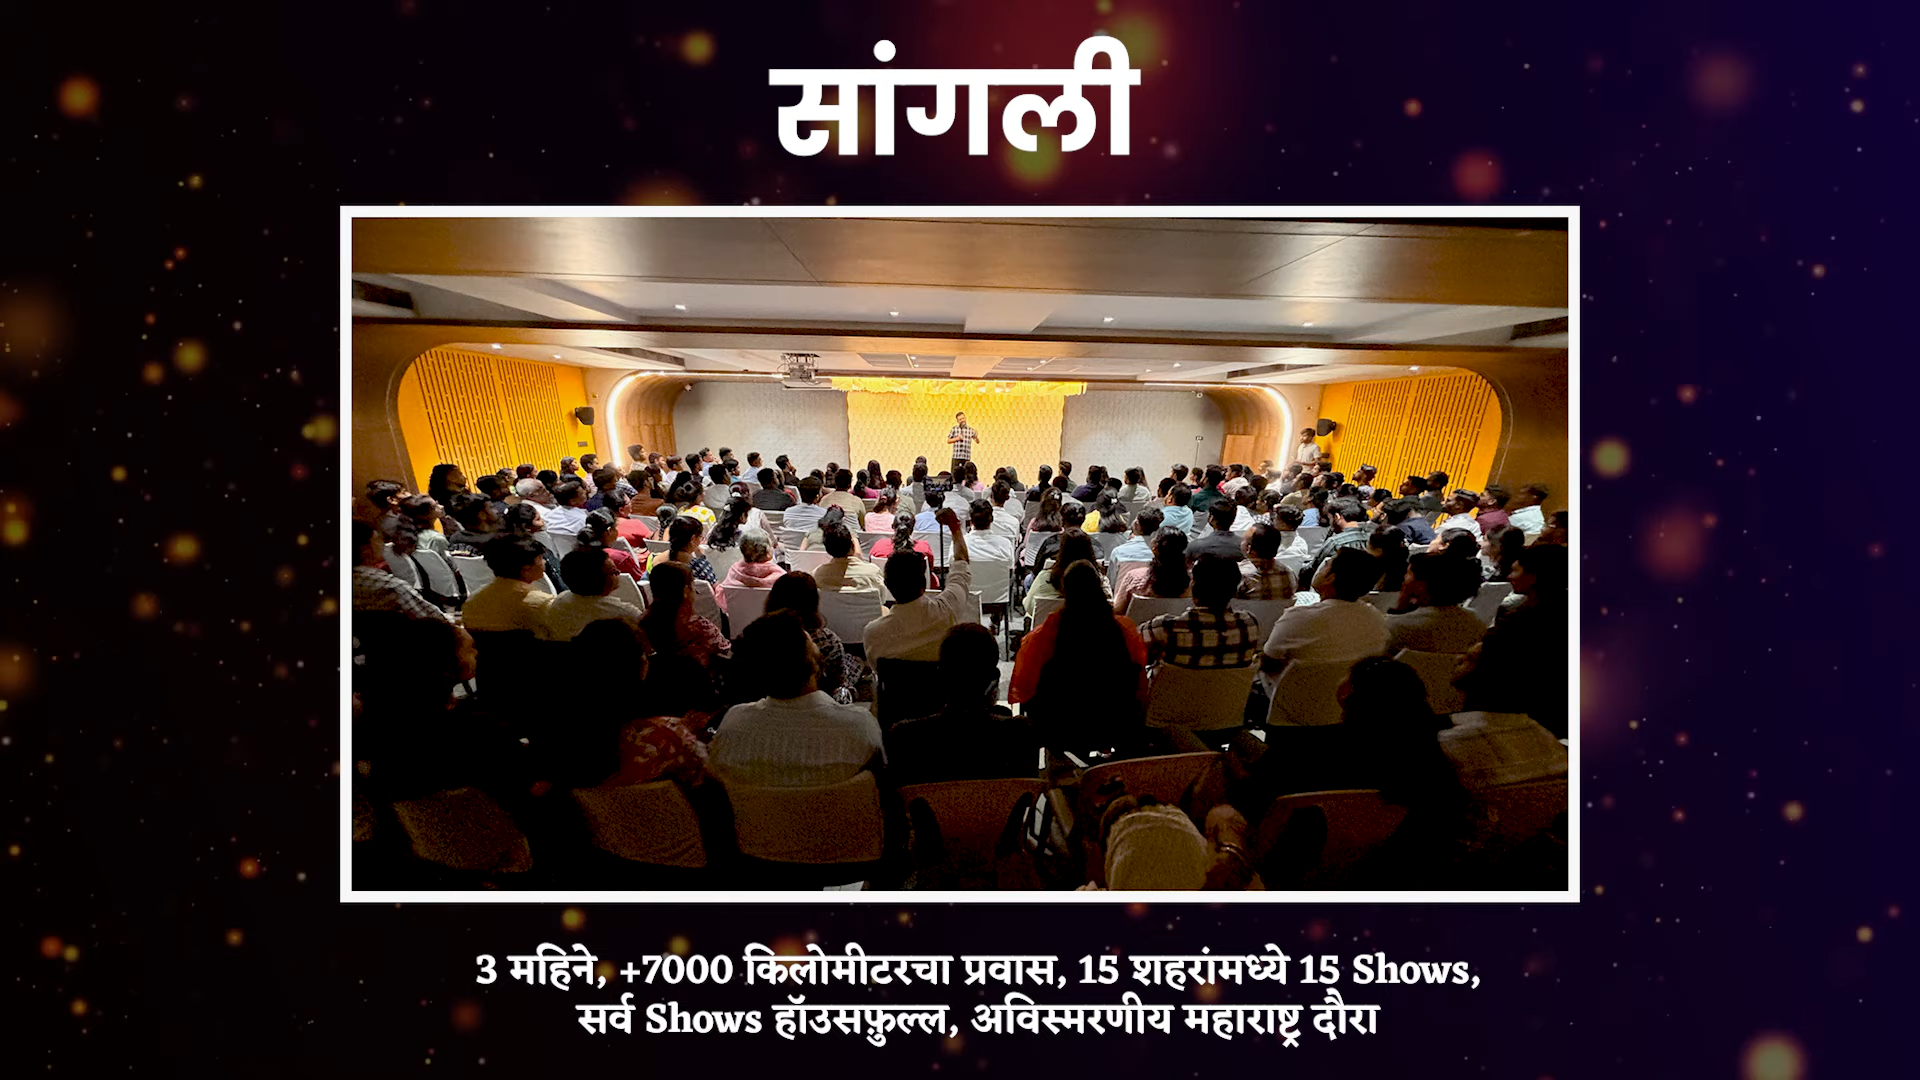 सांगली
3 महिने, +7000 किलोमीटरचा प्रवास, 15 शहरांमध्ये 15 Shows,
सर्व Shows हॉउसफ़ुल्ल, अविस्मरणीय महाराष्ट्र दौरा